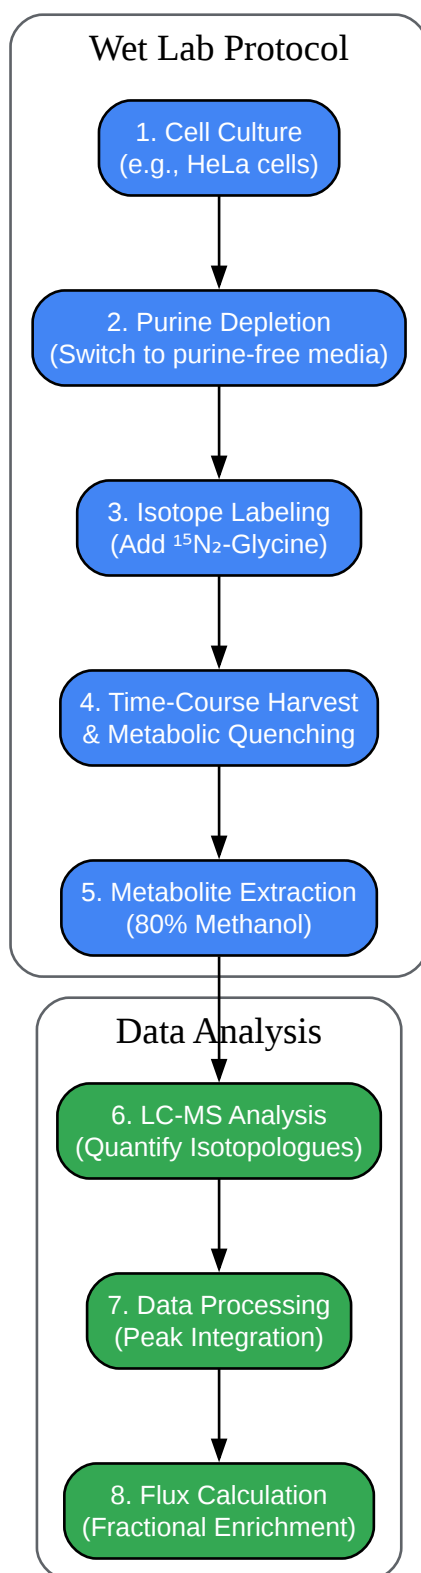 Wet Lab Protocol
1. Cell Culture
(e.g., HeLa cells)
2. Purine Depletion
(Switch to purine-free media)
3. Isotope Labeling
(Add ¹⁵N₂-Glycine)
4. Time-Course Harvest
& Metabolic Quenching
5. Metabolite Extraction
(80% Methanol)
Data Analysis
6. LC-MS Analysis
(Quantify Isotopologues)
7. Data Processing
(Peak Integration)
8. Flux Calculation
(Fractional Enrichment)